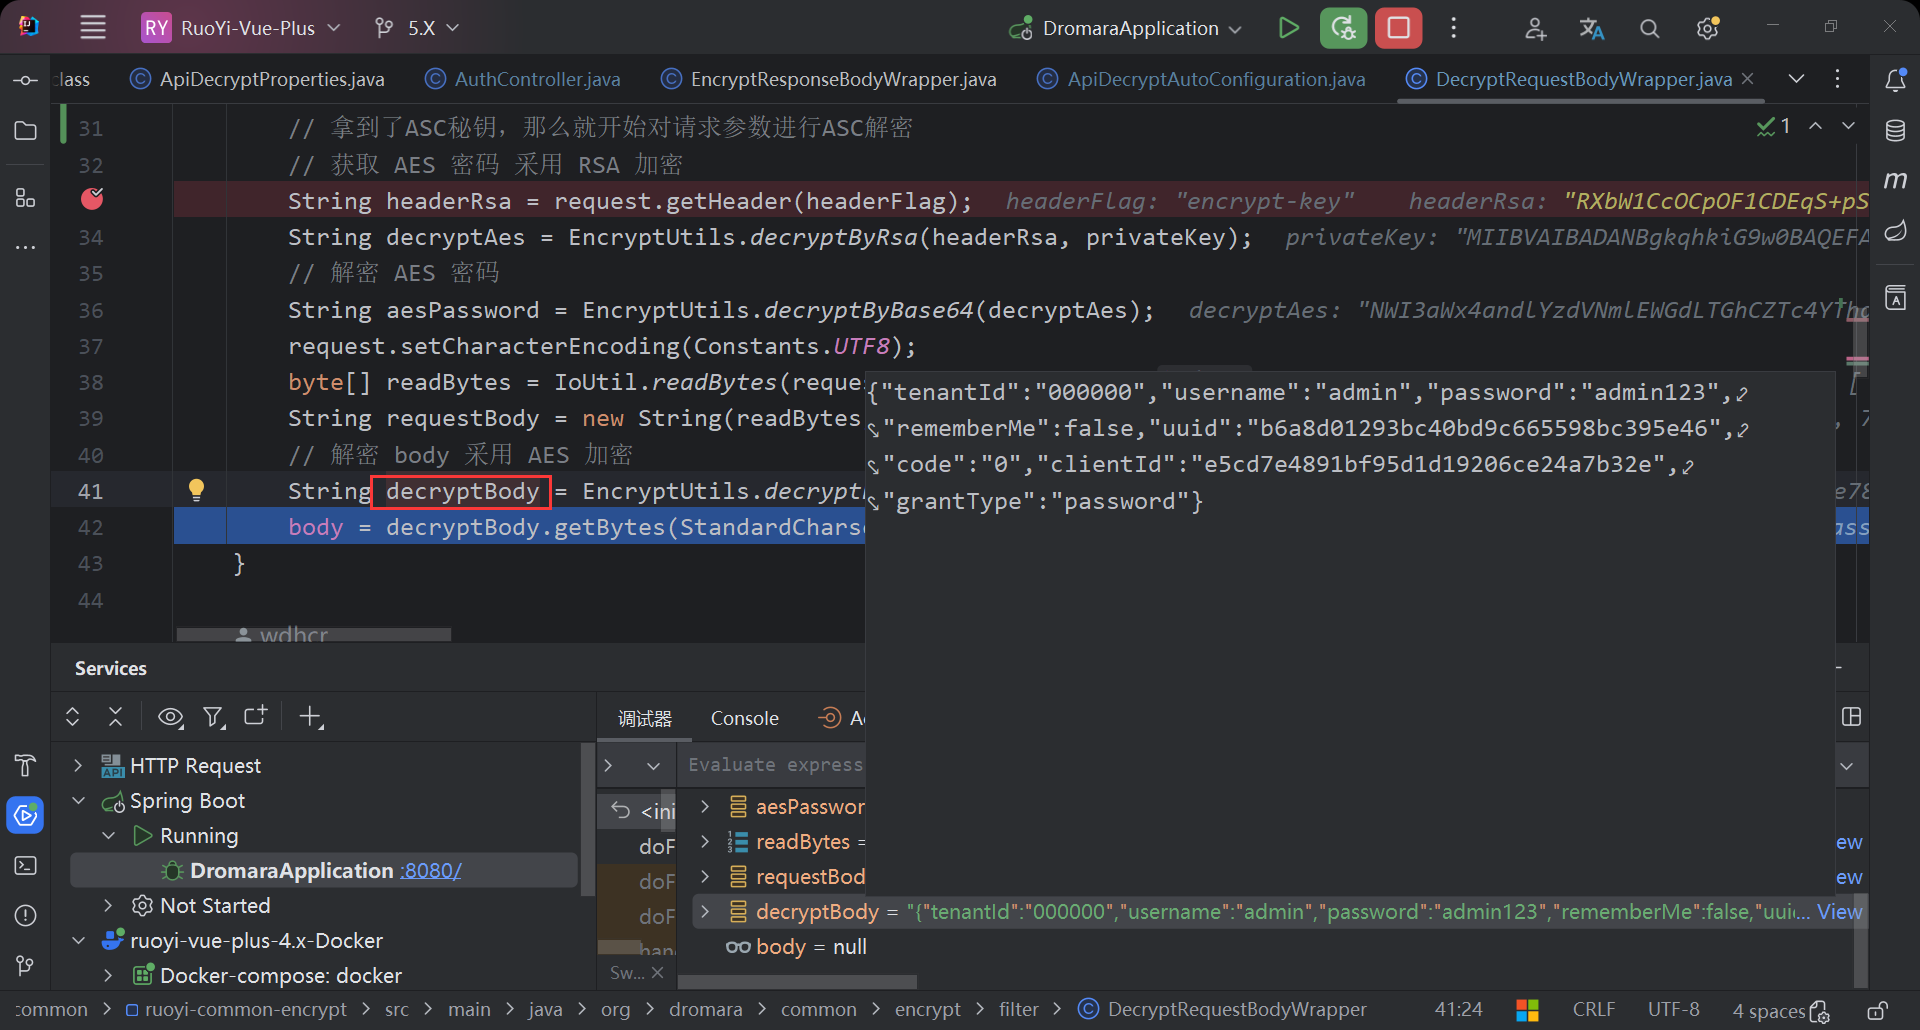 RY RuoYi-Vue-Plus 5.X DromaraApplication
class ApiDecryptProperties.java AuthController.java EncryptResponseBodyWrapper.java ApiDecryptAutoConfiguration.java DecryptRequestBodyWrapper.java
31 // 拿到了ASC秘钥，那么就开始对请求参数进行ASC解密 1
32 // 获取 AES 密码 采用 RSA 加密
String headerRsa = request.getHeader(headerFlag); headerFlag: "encrypt-key" headerRsa: "RXbW1CcOCpOF1CDEqS+pS
34 String decryptAes = EncryptUtils.decryptByRsa(headerRsa, privateKey); privateKey: "MIIBVAIBADANBgkqhkiG9w0BAQEFA
35 // 解密 AES 密码
36 String aesPassword = EncryptUtils.decryptByBase64(decryptAes); decryptAes: "NWI3aWx4andlYzdVNmlEWGdLTGhCZTc4YTha
37 request.setCharacterEncoding(Constants.UTF8);
38 byte[] readBytes = IoUtil.readBytes(reque
39 String requestBody = new String(readBytes
40 // 解密 body 采用 AES 加密
41 String decryptBody = EncryptUtils.decrypt
42 body = decryptBody.getBytes(StandardChars
43 }
44
wdhcr
{"tenantId":"000000","username":"admin","password":"admin123",
"rememberMe":false,"uuid":"b6a8d01293bc40bd9c665598bc395e46",
"code":"0","clientId":"e5cd7e4891bf95d1d19206ce24a7b32e",
"grantType":"password"}
Services
调试器 Console
Evaluate express
HTTP Request
Spring Boot
Running
DromaraApplication :8080/
Not Started
ruoyi-vue-plus-4.x-Docker
Docker-compose: docker
<ini
doF
doF
doF
Sw...
aesPasswor
readBytes = ew
requestBod ew
decryptBody = "{"tenantId":"000000","username":"admin","password":"admin123","rememberMe":false,"uui... View
body = null
common ruoyi-common-encrypt src main java org dromara common encrypt filter DecryptRequestBodyWrapper 41:24 CRLF UTF-8 4 spaces